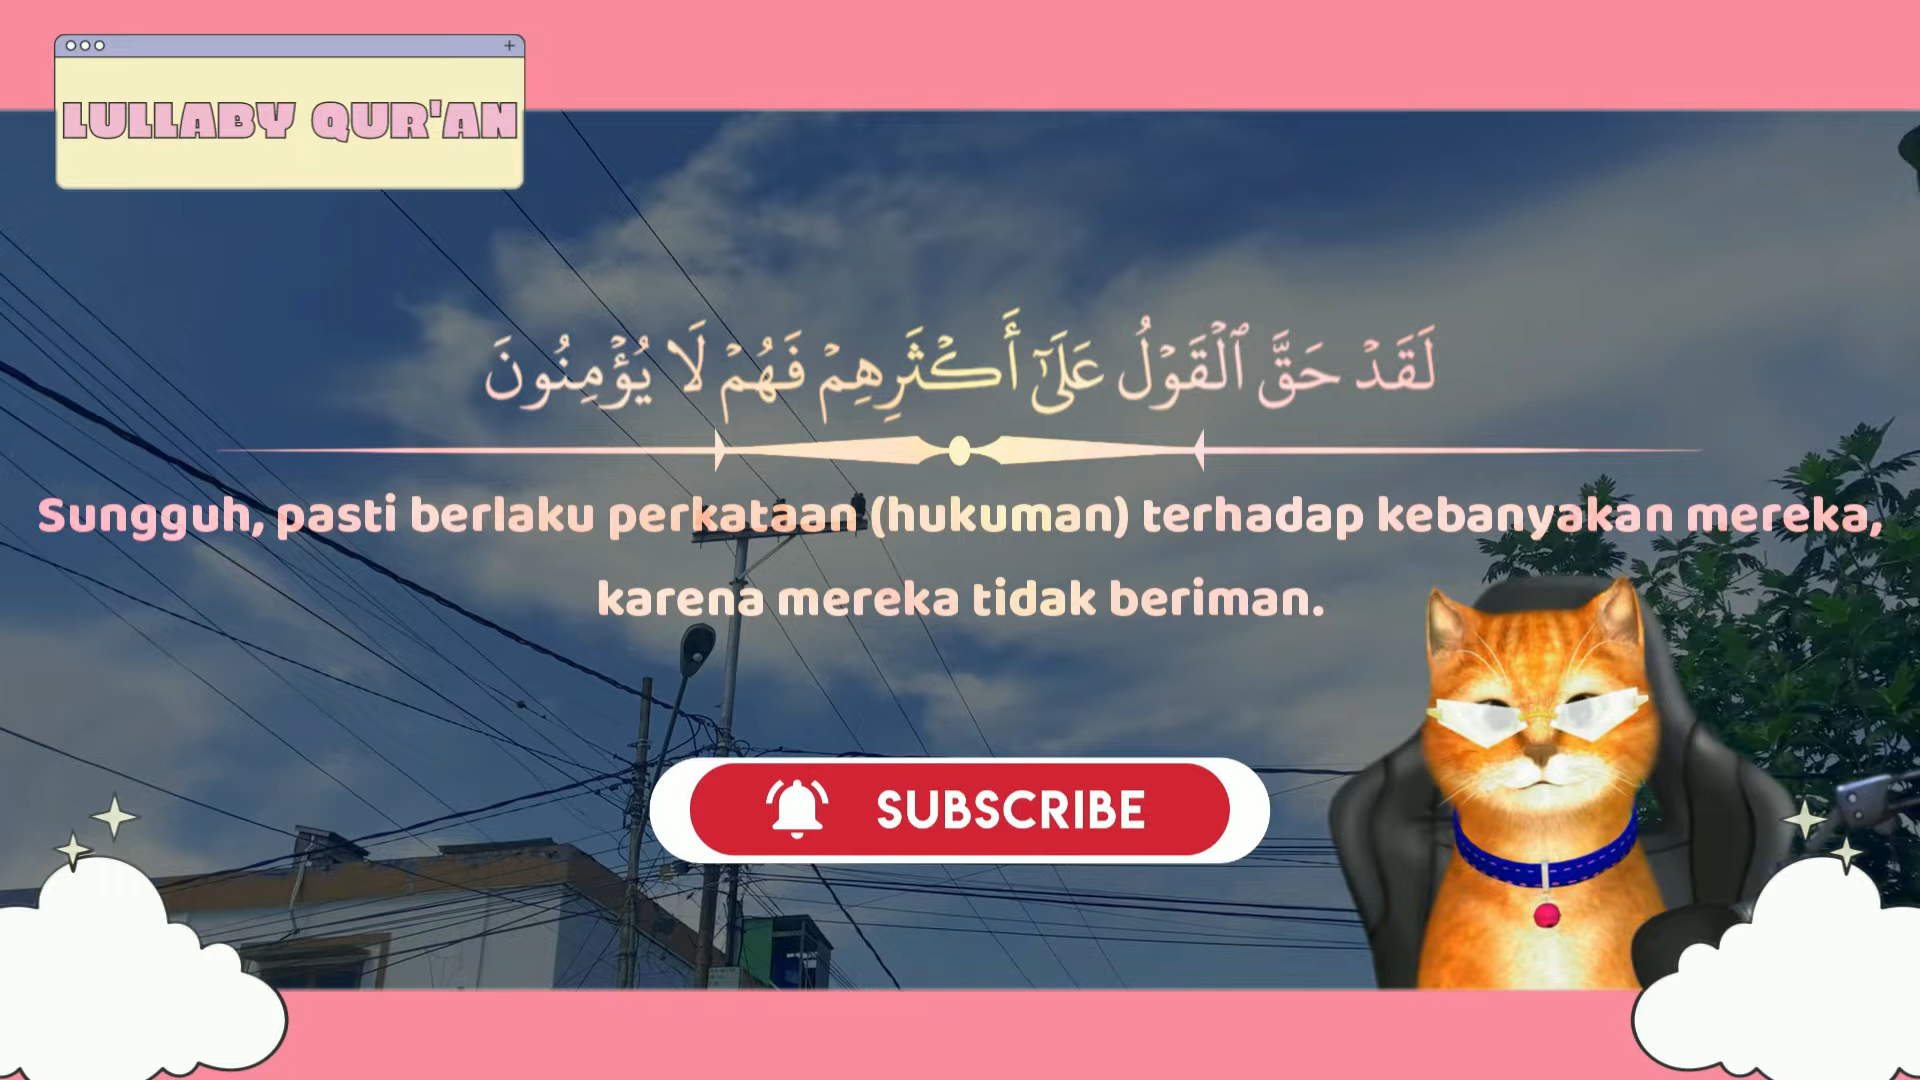 LULLABY QUR'AN
لَقَدْ حَقَّ ٱلْقَوْلُ عَلَىٰٓ أَكْثَرِهِمْ فَهُمْ لَا يُؤْمِنُونَ
Sungguh, pasti berlaku perkataan (hukuman) terhadap kebanyakan mereka,
karena mereka tidak beriman.
SUBSCRIBE